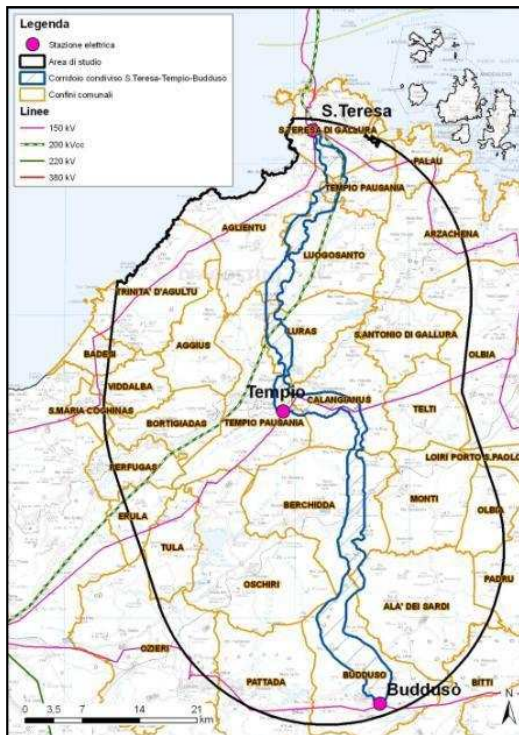 Legenda
Stazione elettrica
Area di studio
Corridoio condiviso S.Teresa-Tempio-Buddusò
Confini comunali
Linee
150 kV
200 kVcc
220 kV
380 kV
S.Teresa
S.TERESA DI GALLURA
PALAU
TEMPIO PAUSANIA
AGLIENTU
ARZACHENA
LUOGOSANTO
TRINITA' D'AGULTU
LURAS
S.ANTONIO DI GALLURA
AGGIUS
BADESI
OLBIA
VIDDALBA
Tempio
CALANGIANUS
S.MARIA COGHINAS
TELTI
BORTIGIADAS
TEMPIO PAUSANIA
LOIRI PORTO S.PAOLO
PERFUGAS
BERCHIDDA
MONTI
ERULA
OLBIA
TULA
PADRU
OSCHIRI
ALA' DEI SARDI
OZIERI
PATTADA
BUDDUSO
BITTI
Buddusò
N
0 3,5 7 14 21
km